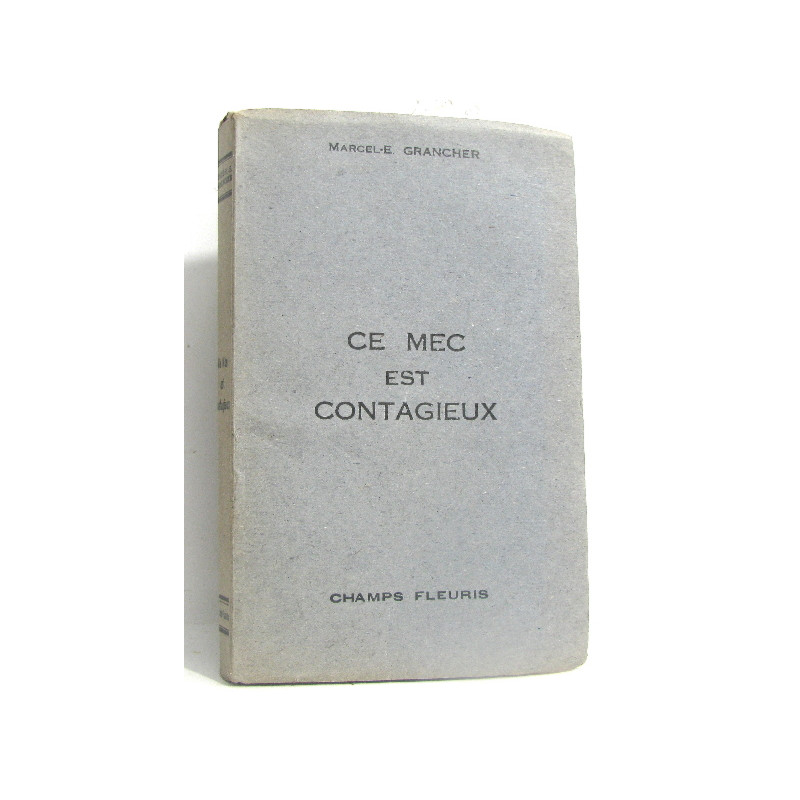 MARCEL-E. GRANCHER
CE MEC
EST
CONTAGIEUX
CHAMPS FLEURIS